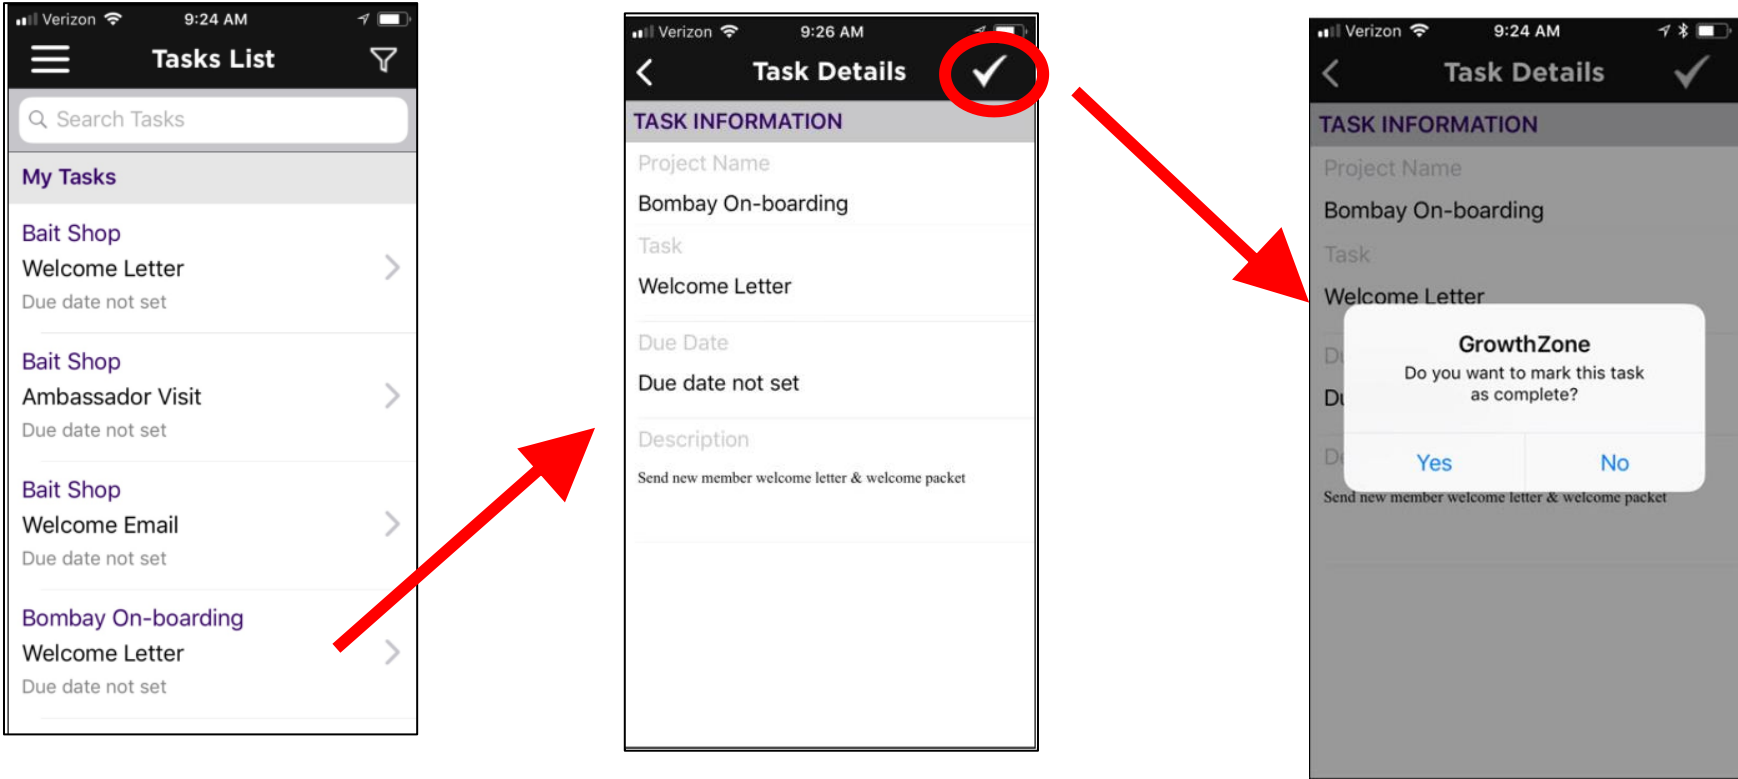 Verizon 9:24 AM
Tasks List
Search Tasks
My Tasks
Bait Shop
Welcome Letter
Due date not set
Bait Shop
Ambassador Visit
Due date not set
Bait Shop
Welcome Email
Due date not set
Bombay On-boarding
Welcome Letter
Due date not set
Verizon 9:26 AM
Task Details
TASK INFORMATION
Project Name
Bombay On-boarding
Task
Welcome Letter
Due Date
Due date not set
Description
Send new member welcome letter & welcome packet
Verizon 9:24 AM
Task Details
TASK INFORMATION
Project Name
Bombay On-boarding
Task
Welcome Letter
GrowthZone
Do you want to mark this task
as complete?
Yes No
Send new member welcome letter & welcome packet